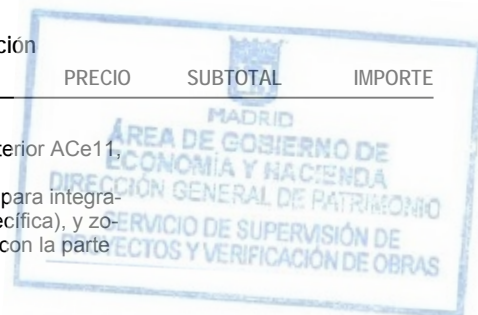 ción
PRECIO SUBTOTAL IMPORTE
MADRID
ÁREA DE GOBIERNO DE
ECONOMÍA Y HACIENDA
DIRECCIÓN GENERAL DE PATRIMONIO
SERVICIO DE SUPERVISIÓN DE
PROYECTOS Y VERIFICACIÓN DE OBRAS
terior ACe11,
para integra-
ecífica), y zo-
con la parte